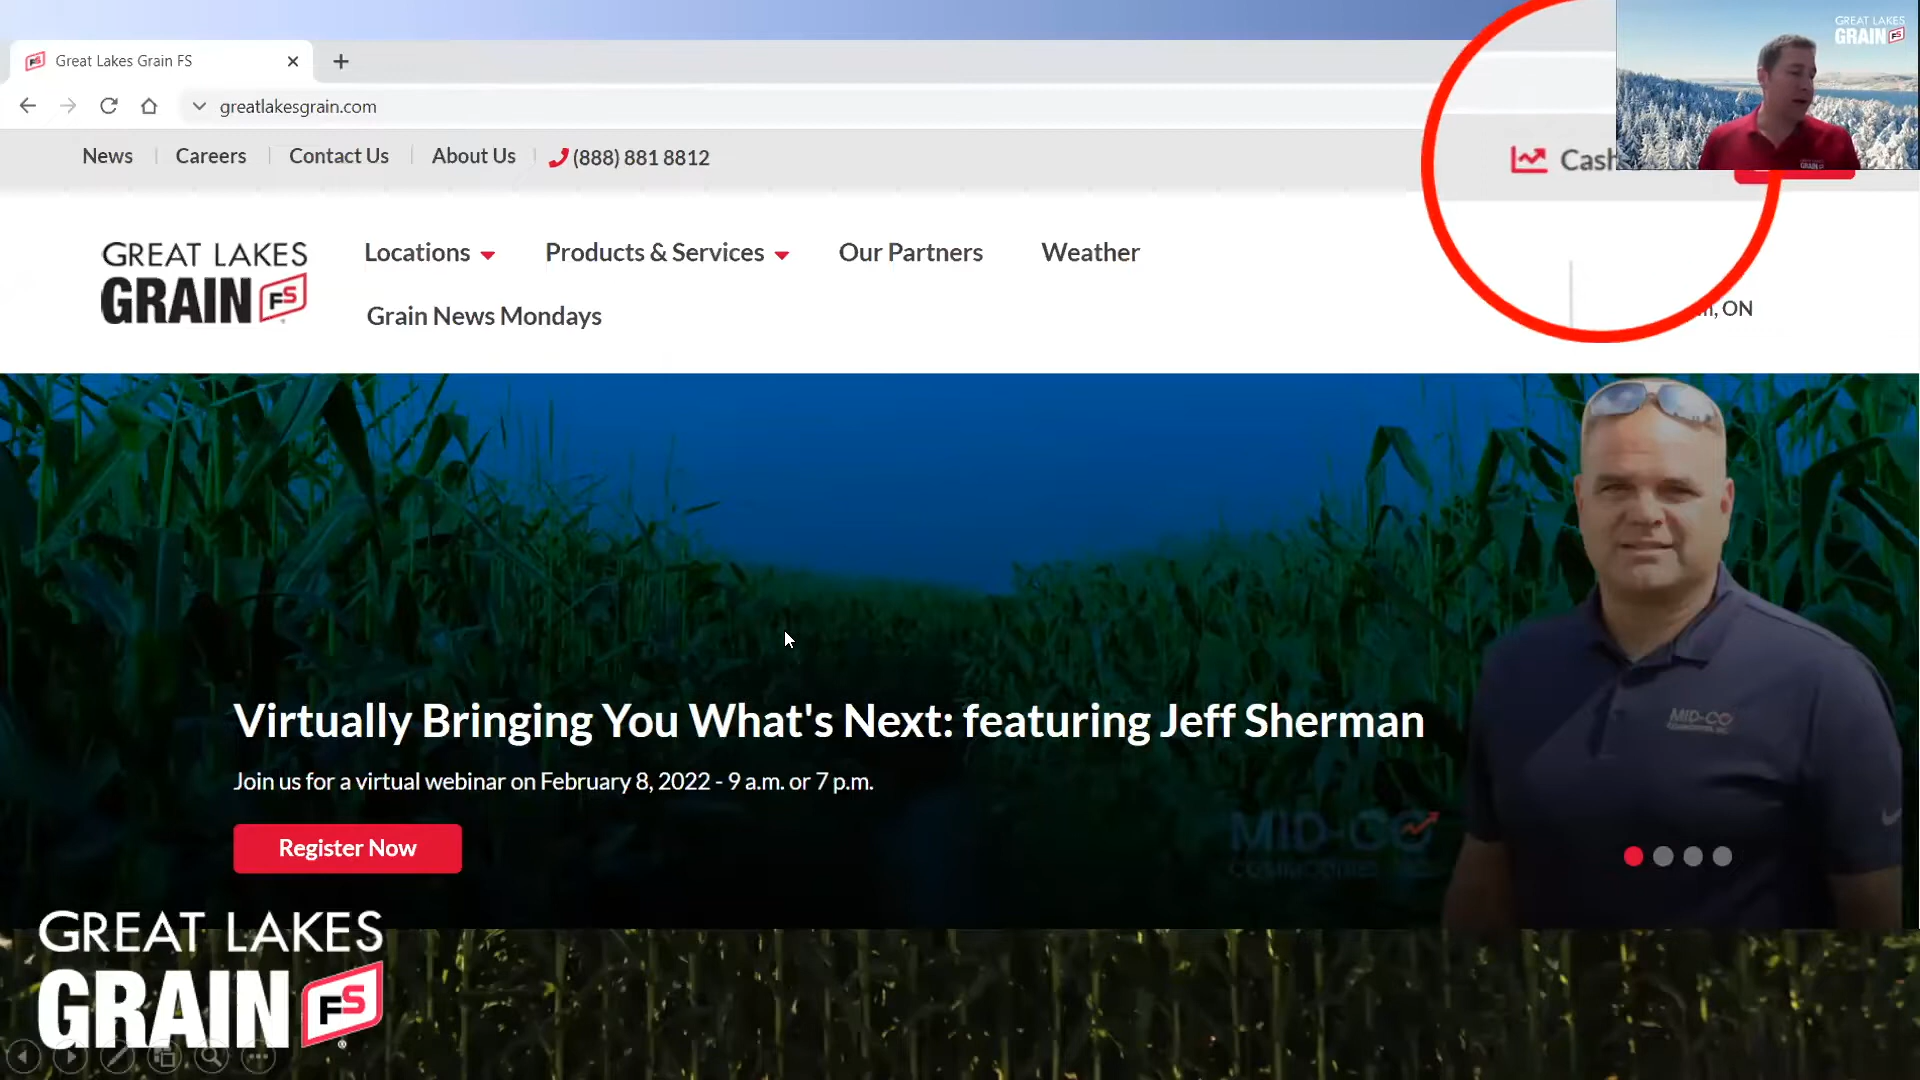 Great Lakes Grain FS
greatlakesgrain.com
GREAT LAKES
GRAIN FS
News
Careers
Contact Us
About Us
(888) 881 8812
Cash
GREAT LAKES
GRAIN FS
Locations
Products & Services
Our Partners
Weather
Grain News Mondays
, ON
MID-CO
Virtually Bringing You What's Next: featuring Jeff Sherman
Join us for a virtual webinar on February 8, 2022 - 9 a.m. or 7 p.m.
MID-CO
Register Now
GREAT LAKES
GRAIN FS